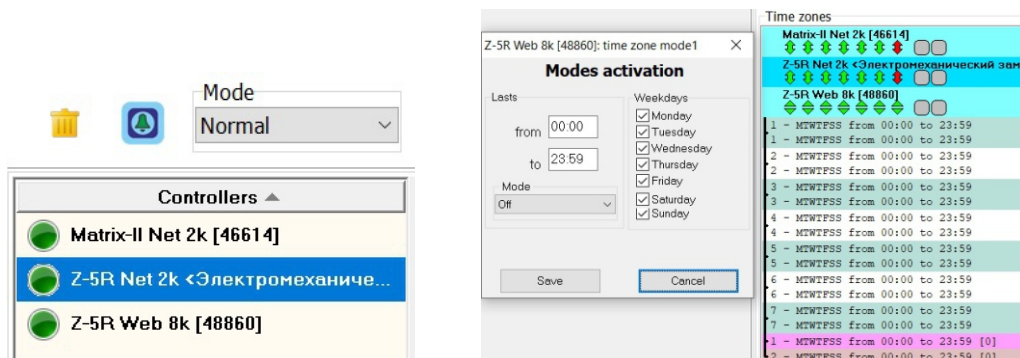 Mode
Normal
Controllers
Matrix-II Net 2k [46614]
Z-5R Net 2k <Электромеханиче...
Z-5R Web 8k [48860]
Z-5R Web 8k [48860]: time zone mode1
Modes activation
Lasts
from 00:00
to 23:59
Mode
Off
Weekdays
Monday
Tuesday
Wednesday
Thursday
Friday
Saturday
Sunday
Save
Cancel
Time zones
Matrix-II Net 2k [46614]
Z-5R Net 2k <Электромеханический зам
Z-5R Web 8k [48860]
1 - MTWTFSS from 00:00 to 23:59
1 - MTWTFSS from 00:00 to 23:59
2 - MTWTFSS from 00:00 to 23:59
2 - MTWTFSS from 00:00 to 23:59
3 - MTWTFSS from 00:00 to 23:59
3 - MTWTFSS from 00:00 to 23:59
4 - MTWTFSS from 00:00 to 23:59
4 - MTWTFSS from 00:00 to 23:59
5 - MTWTFSS from 00:00 to 23:59
5 - MTWTFSS from 00:00 to 23:59
6 - MTWTFSS from 00:00 to 23:59
6 - MTWTFSS from 00:00 to 23:59
7 - MTWTFSS from 00:00 to 23:59
7 - MTWTFSS from 00:00 to 23:59
1 - MTWTFSS from 00:00 to 23:59 [0]
2 - MTWTFSS from 00:00 to 23:59 [0]